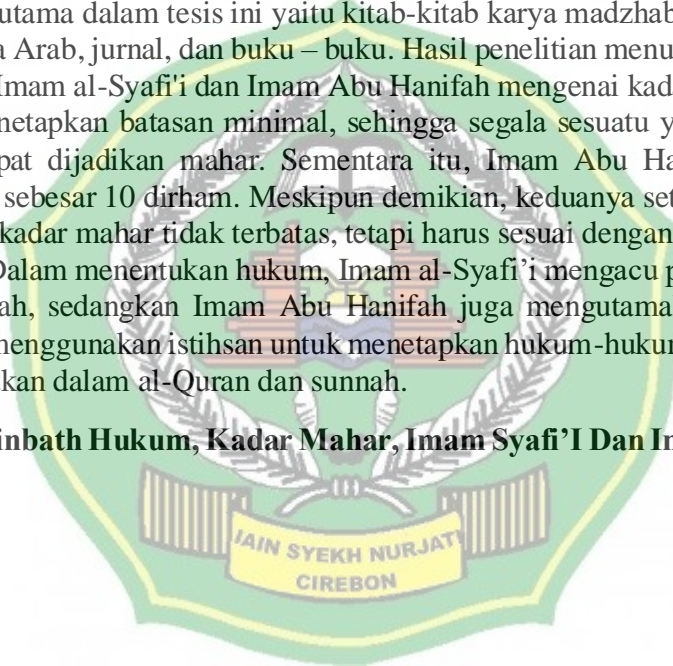 utama dalam tesis ini yaitu kitab-kitab karya madzhab
a Arab, jurnal, dan buku – buku. Hasil penelitian menu
Imam al-Syafi'i dan Imam Abu Hanifah mengenai kada
netapkan batasan minimal, sehingga segala sesuatu y
pat dijadikan mahar. Sementara itu, Imam Abu Ha
sebesar 10 dirham. Meskipun demikian, keduanya set
kadar mahar tidak terbatas, tetapi harus sesuai dengan
Dalam menentukan hukum, Imam al-Syafi’i mengacu p
ah, sedangkan Imam Abu Hanifah juga mengutama
menggunakan istihsan untuk menetapkan hukum-huku
kan dalam al-Quran dan sunnah.
inbath Hukum, Kadar Mahar, Imam Syafi’I Dan In
IAIN SYEKH NURJATI
CIREBON